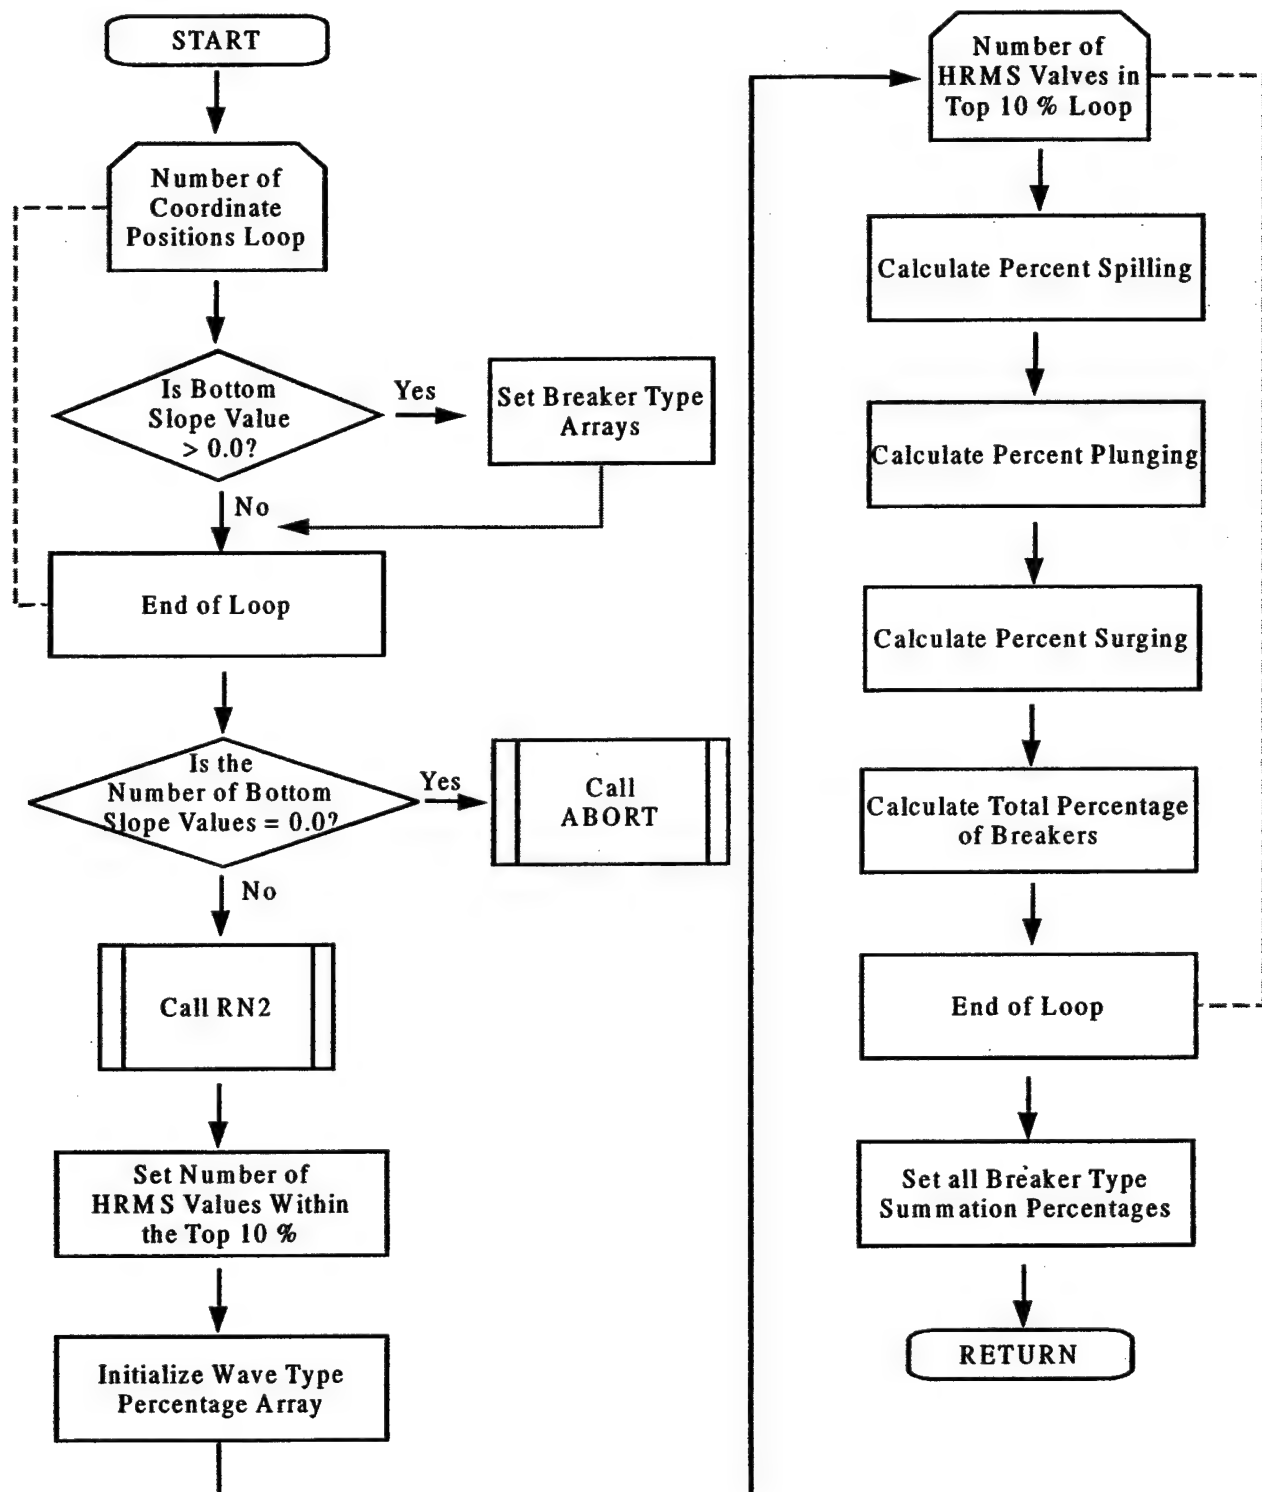 START
Number of
Coordinate
Positions Loop
Is Bottom
Slope Value
> 0.0?
Yes
Set Breaker Type
Arrays
No
End of Loop
Is the
Number of Bottom
Slope Values = 0.0?
Yes
Call
ABORT
No
Call RN2
Set Number of
HRMS Values Within
the Top 10 %
Initialize Wave Type
Percentage Array
Number of
HRMS Valves in
Top 10 % Loop
Calculate Percent Spilling
Calculate Percent Plunging
Calculate Percent Surging
Calculate Total Percentage
of Breakers
End of Loop
Set all Breaker Type
Summation Percentages
RETURN